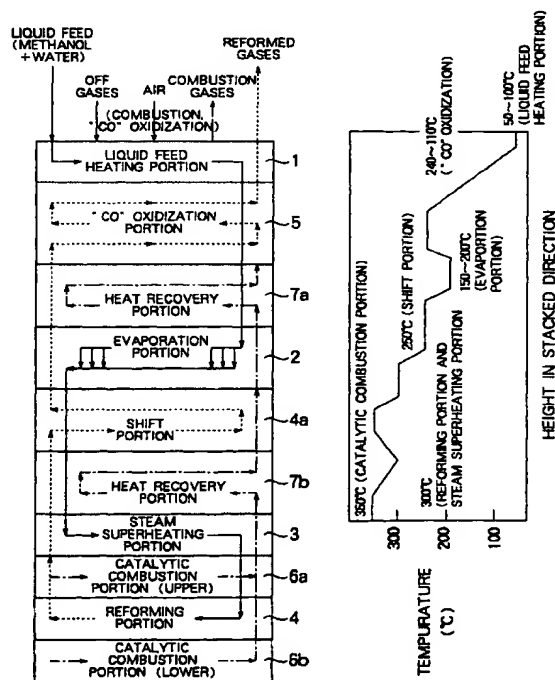 LIQUID FEED
(METHANOL
+WATER)
REFORMED
GASES
OFF
GASES
AIR
COMBUSTION
GASES
(COMBUSTION,
"CO" OXIDIZATION)
LIQUID FEED
HEATING PORTION
1
"CO" OXIDIZATION
PORTION
5
HEAT RECOVERY
PORTION
7a
EVAPORATION
PORTION
2
SHIFT
PORTION
4a
HEAT RECOVERY
PORTION
7b
STEAM
SUPERHEATING
PORTION
3
CATALYTIC
COMBUSTION
PORTION (UPPER)
6a
REFORMING
PORTION
4
CATALYTIC
COMBUSTION
PORTION (LOWER)
6b
350°C (CATALYTIC COMBUSTION PORTION)
300°C
(REFORMING PORTION AND
STEAM SUPERHEATING PORTION)
250°C (SHIFT PORTION)
150~200°C
(EVAPORATION
PORTION)
240~110°C
("CO" OXIDIZATION)
50~100°C
(LIQUID FEED
HEATING PORTION)
300
200
100
TEMPURATURE
(°C)
HEIGHT IN STACKED DIRECTION